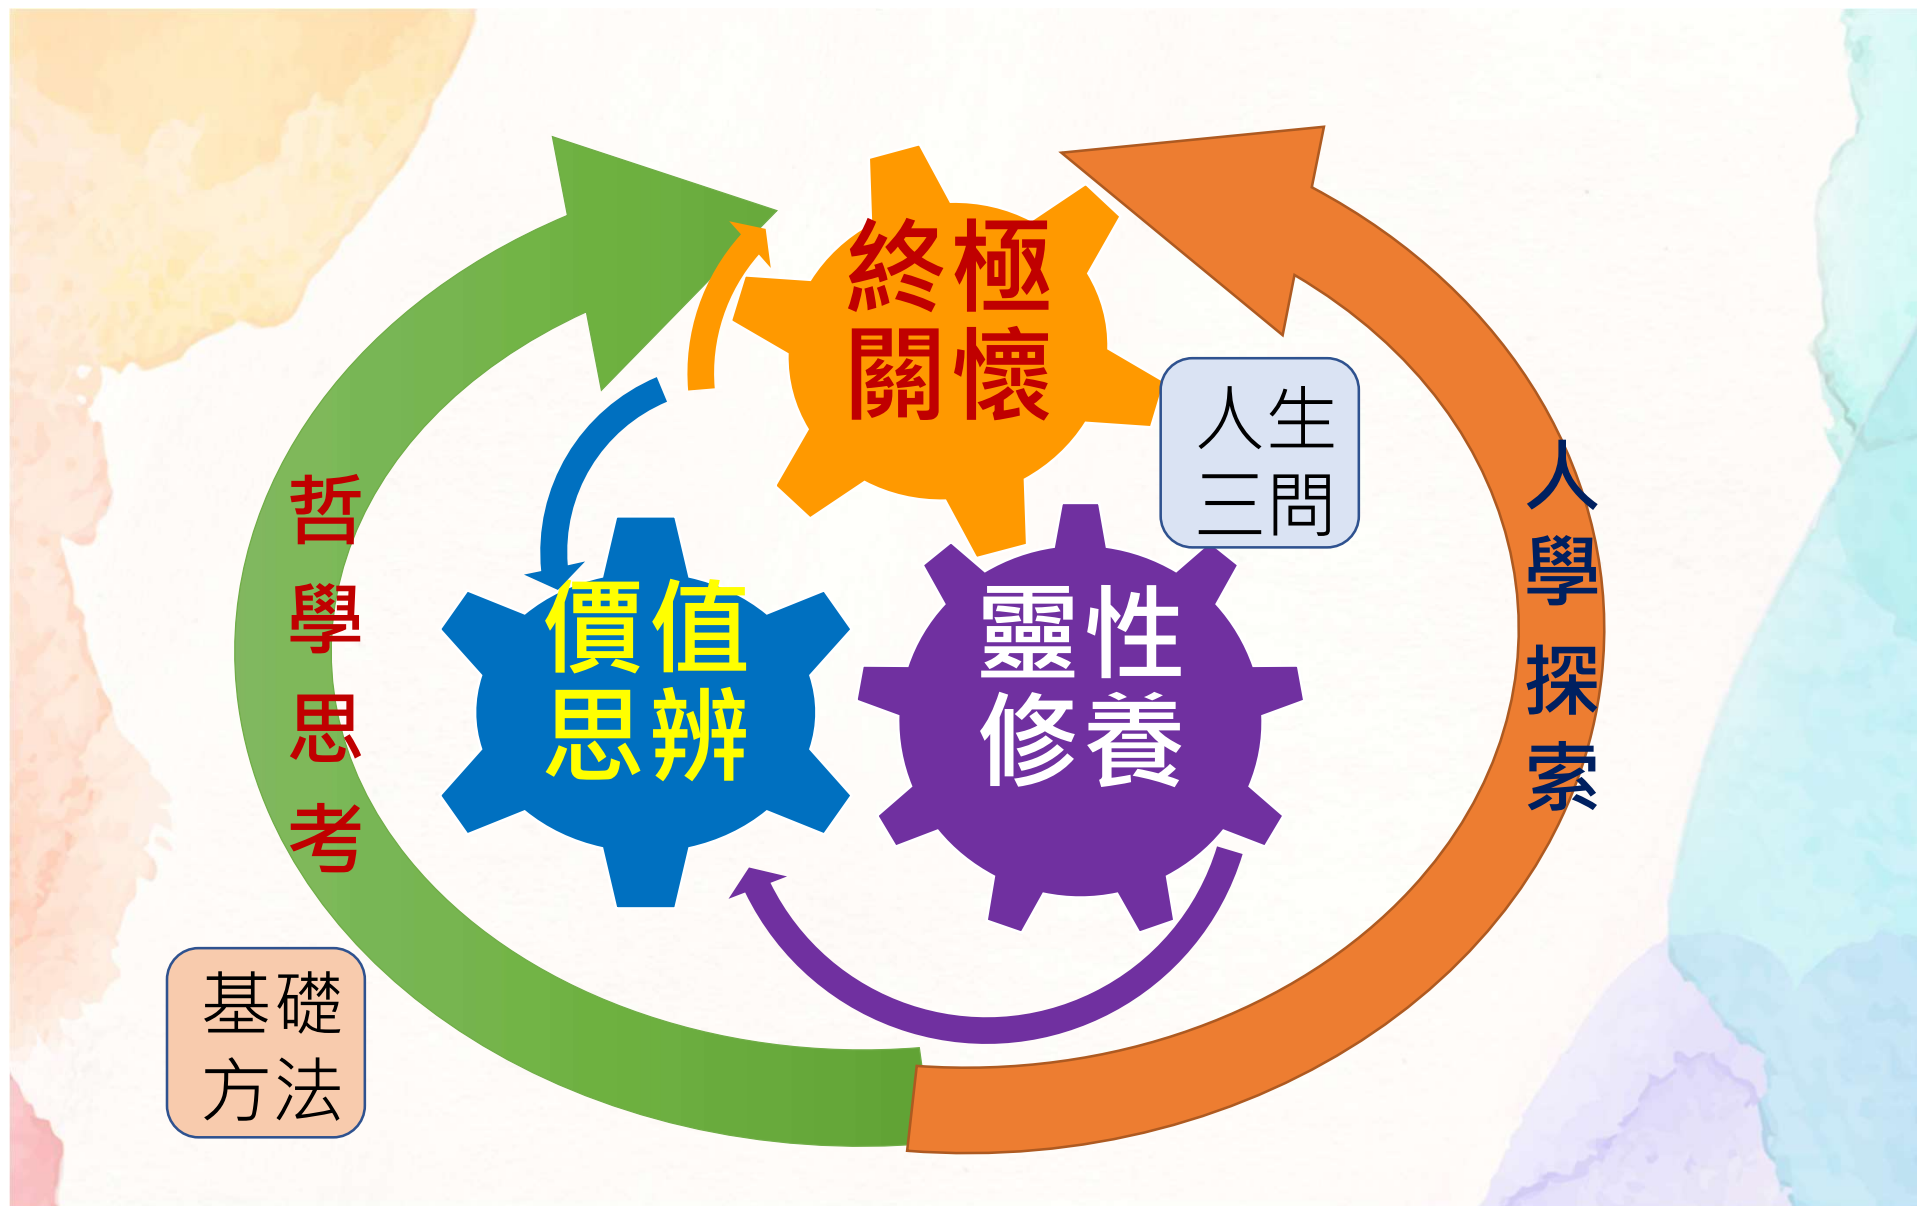 終極
關懷
人生
三問
哲
學
思
考
價值
思辨
靈性
修養
人
學
探
索
基礎
方法